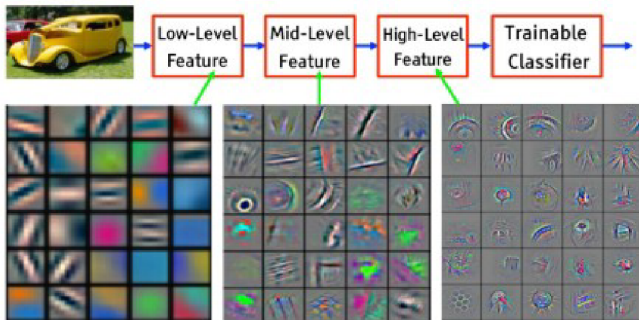 Low-Level
Feature
Mid-Level
Feature
High-Level
Feature
Trainable
Classifier